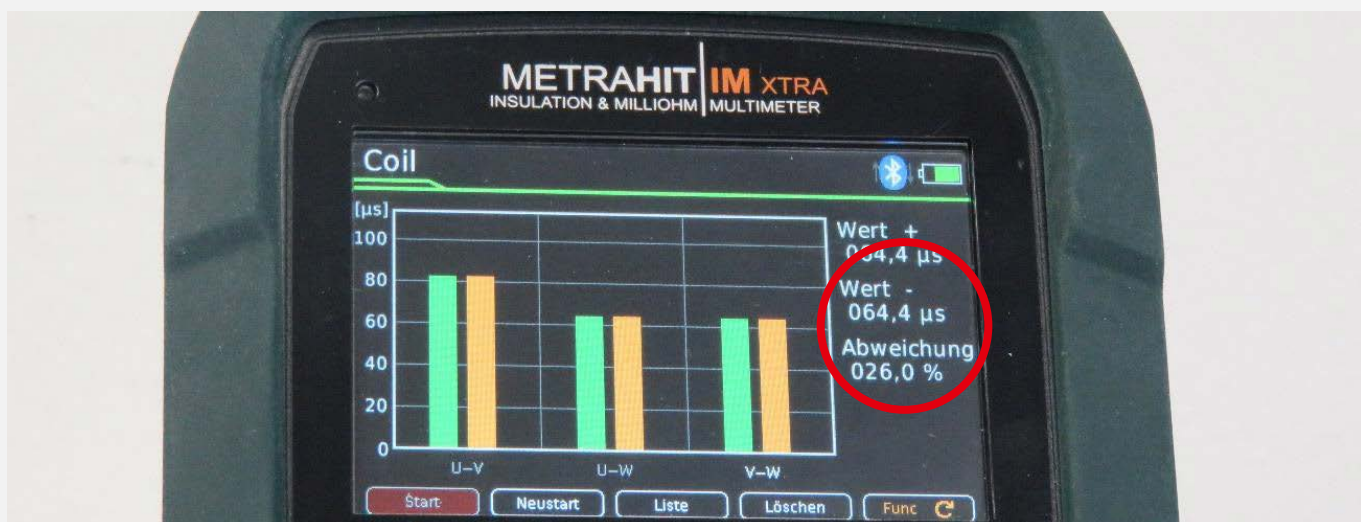 METRAHIT IM XTRA
INSULATION & MILLIOHM MULTIMETER
Coil
[µs]
100
80
60
40
20
0
U–V
U–W
V–W
Wert +
064,4 µs
Wert -
064,4 µs
Abweichung
026,0 %
Start
Neustart
Liste
Löschen
Func